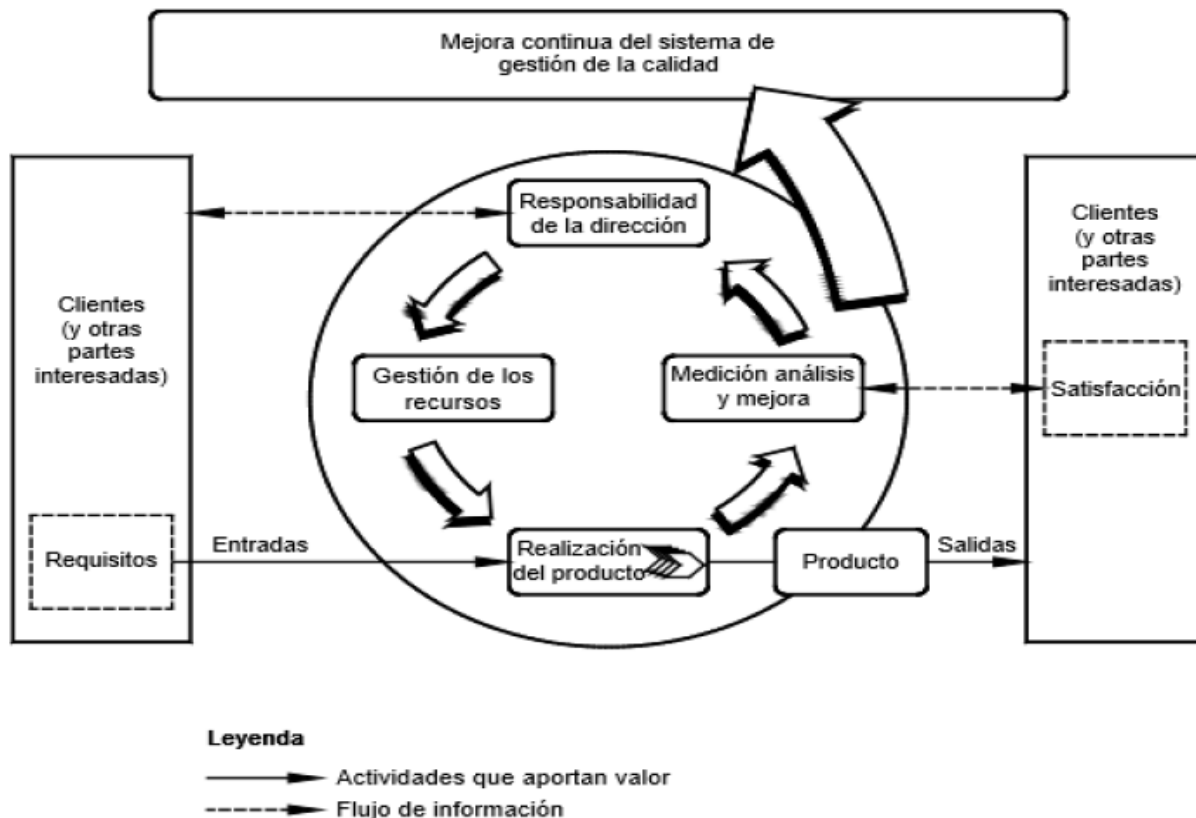 Mejora continua del sistema de
gestión de la calidad
Responsabilidad
de la dirección
Clientes
(y otras
partes
interesadas)
Clientes
(y otras
partes
interesadas)
Gestión de los
recursos
Medición análisis
y mejora
Satisfacción
Requisitos
Entradas
Realización
del producto
Producto
Salidas
Leyenda
Actividades que aportan valor
Flujo de información